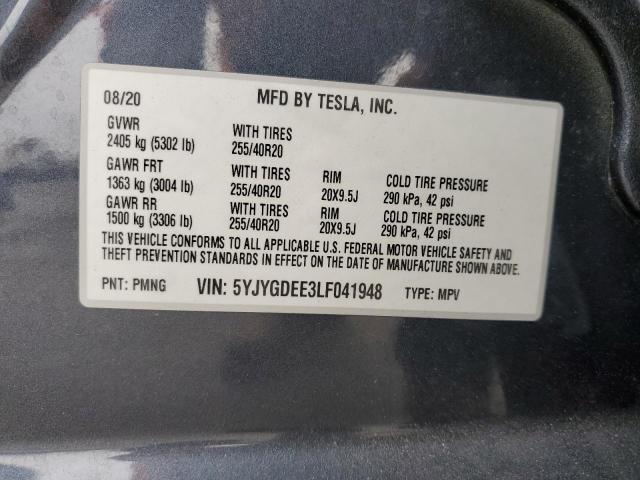 08/20 MFD BY TESLA, INC.
GVWR WITH TIRES
2405 kg (5302 lb) 255/40R20
GAWR FRT WITH TIRES RIM COLD TIRE PRESSURE
1363 kg (3004 lb) 255/40R20 20X9.5J 290 kPa, 42 psi
GAWR RR WITH TIRES RIM COLD TIRE PRESSURE
1500 kg (3306 lb) 255/40R20 20X9.5J 290 kPa, 42 psi
THIS VEHICLE CONFORMS TO ALL APPLICABLE U.S. FEDERAL MOTOR VEHICLE SAFETY AND
THEFT PREVENTION STANDARDS IN EFFECT ON THE DATE OF MANUFACTURE SHOWN ABOVE.
PNT: PMNG VIN: 5YJYGDEE3LF041948 TYPE: MPV